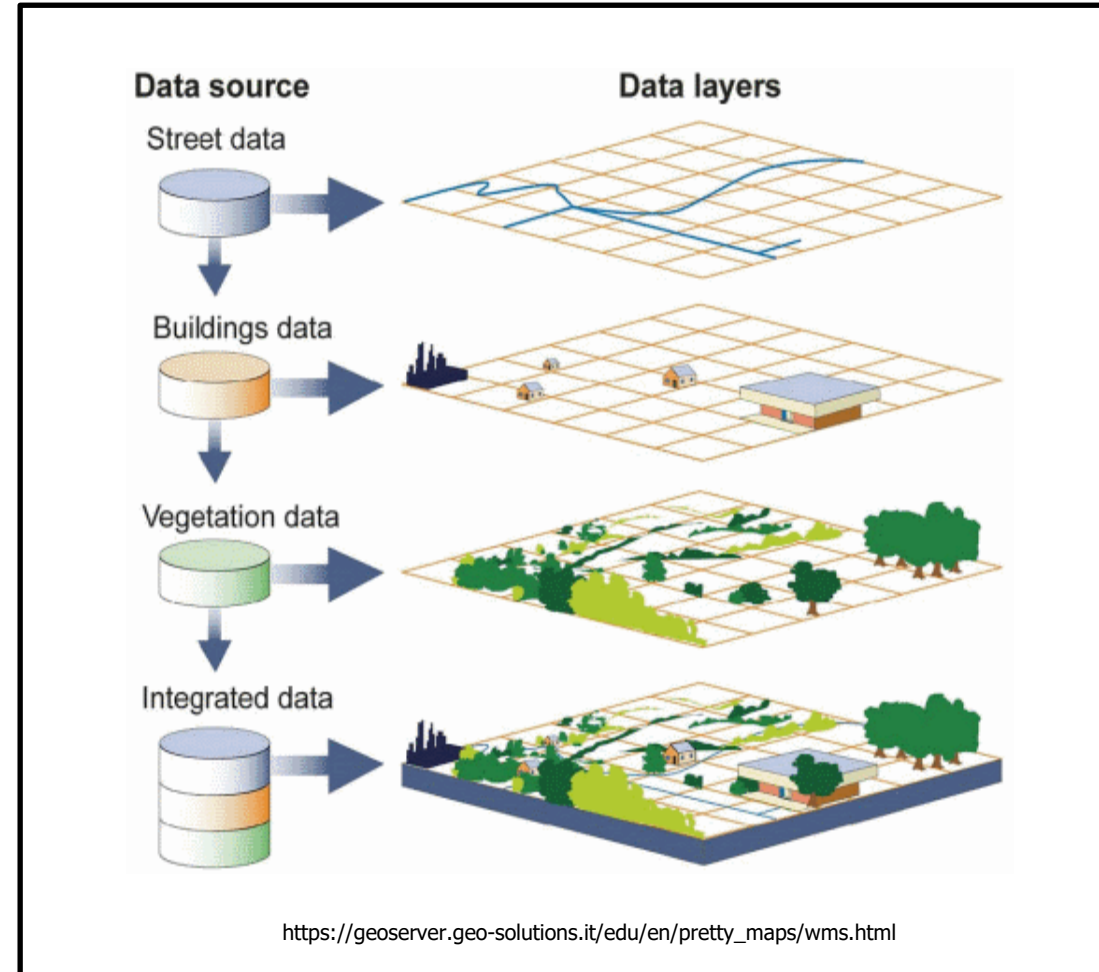 Data source
Data layers
Street data
Buildings data
Vegetation data
Integrated data
https://geoserver.geo-solutions.it/edu/en/pretty_maps/wms.html